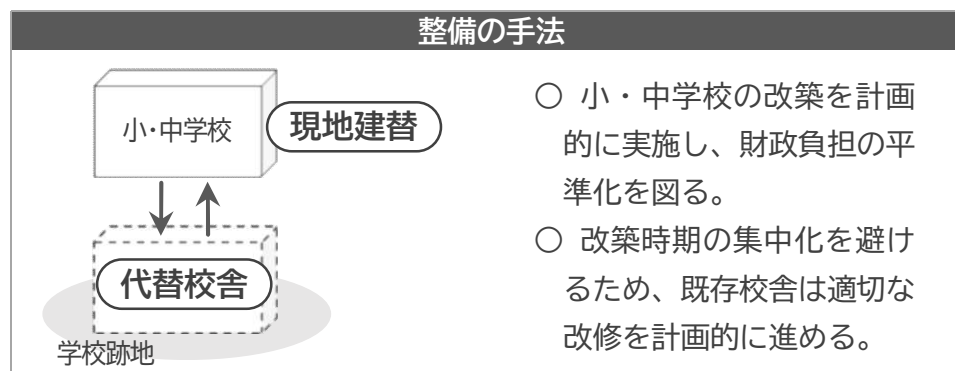 整備の手法
小・中学校
現地建替
代替校舎
学校跡地
○ 小・中学校の改築を計画
的に実施し、財政負担の平
準化を図る。
○ 改築時期の集中化を避け
るため、既存校舎は適切な
改修を計画的に進める。